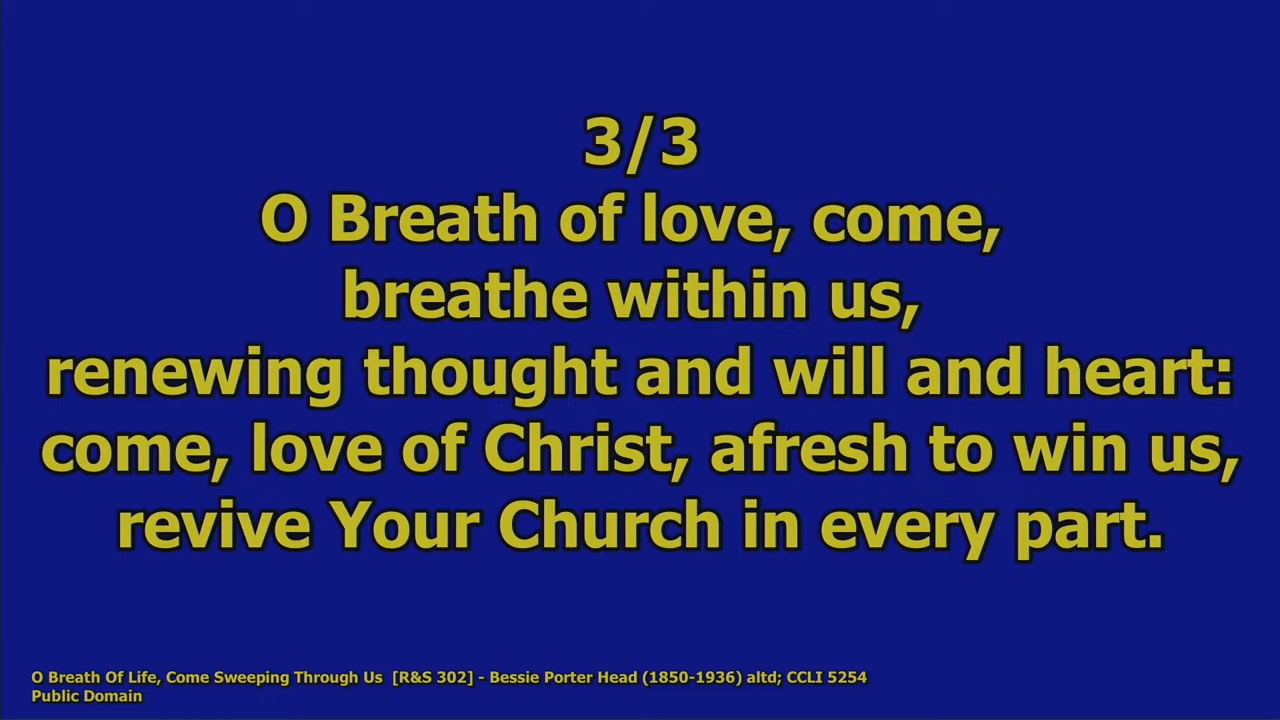 3/3
O Breath of love, come,
breathe within us,
renewing thought and will and heart:
come, love of Christ, afresh to win us,
revive Your Church in every part.
O Breath Of Life, Come Sweeping Through Us [R&S 302] - Bessie Porter Head (1850-1936) altd; CCLI 5254
Public Domain